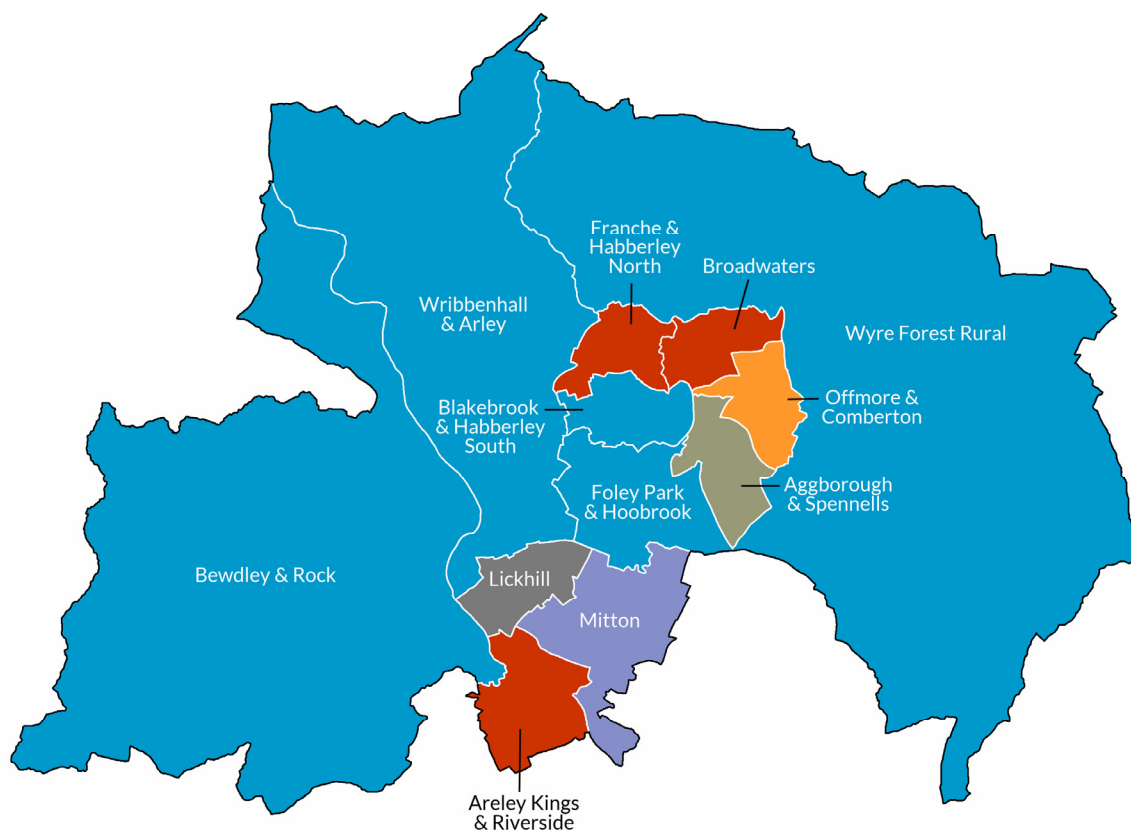 Franche &
Habberley
North
Broadwaters
Wribbenhall
& Arley
Wyre Forest Rural
Blakebrook
& Habberley
South
Offmore &
Comberton
Foley Park
& Hoobrook
Aggborough
& Spennells
Bewdley & Rock
Lickhill
Mitton
Areley Kings
& Riverside